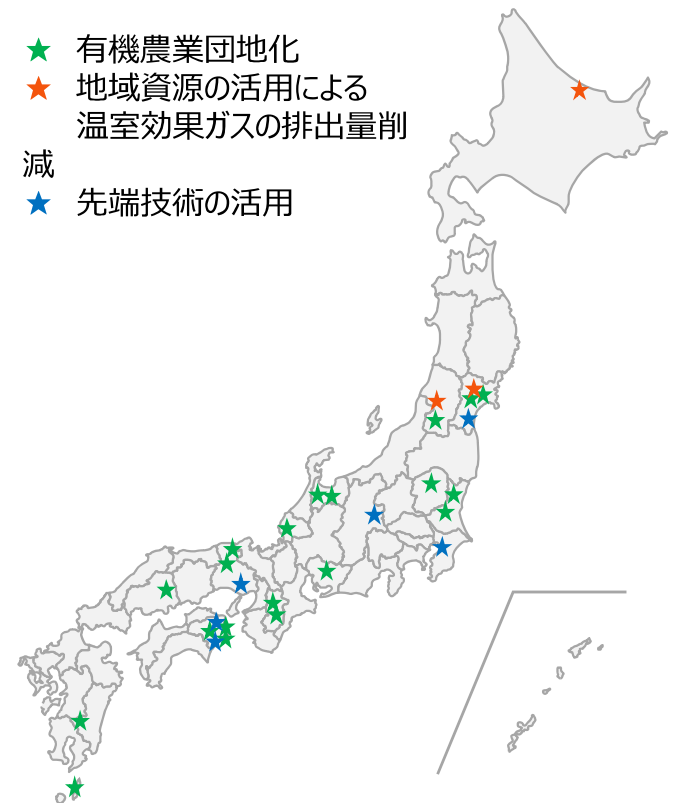 有機農業団地化
地域資源の活用による
温室効果ガスの排出量削
減
先端技術の活用